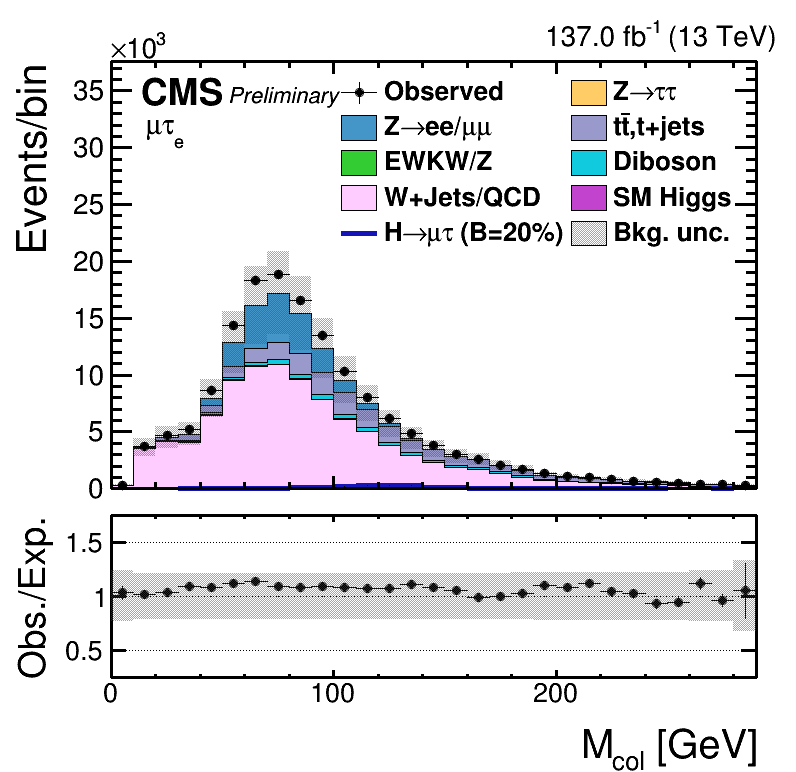 ×10³
137.0 fb⁻¹ (13 TeV)
CMS Preliminary
μτₑ
Observed
Z→ττ
Z→ee/μμ
tt̄,t+jets
EWKW/Z
Diboson
W+Jets/QCD
SM Higgs
H→μτ (B=20%)
Bkg. unc.
Events/bin
35
30
25
20
15
10
5
0
Obs./Exp.
1.5
1
0.5
0 100 200
M_col [GeV]